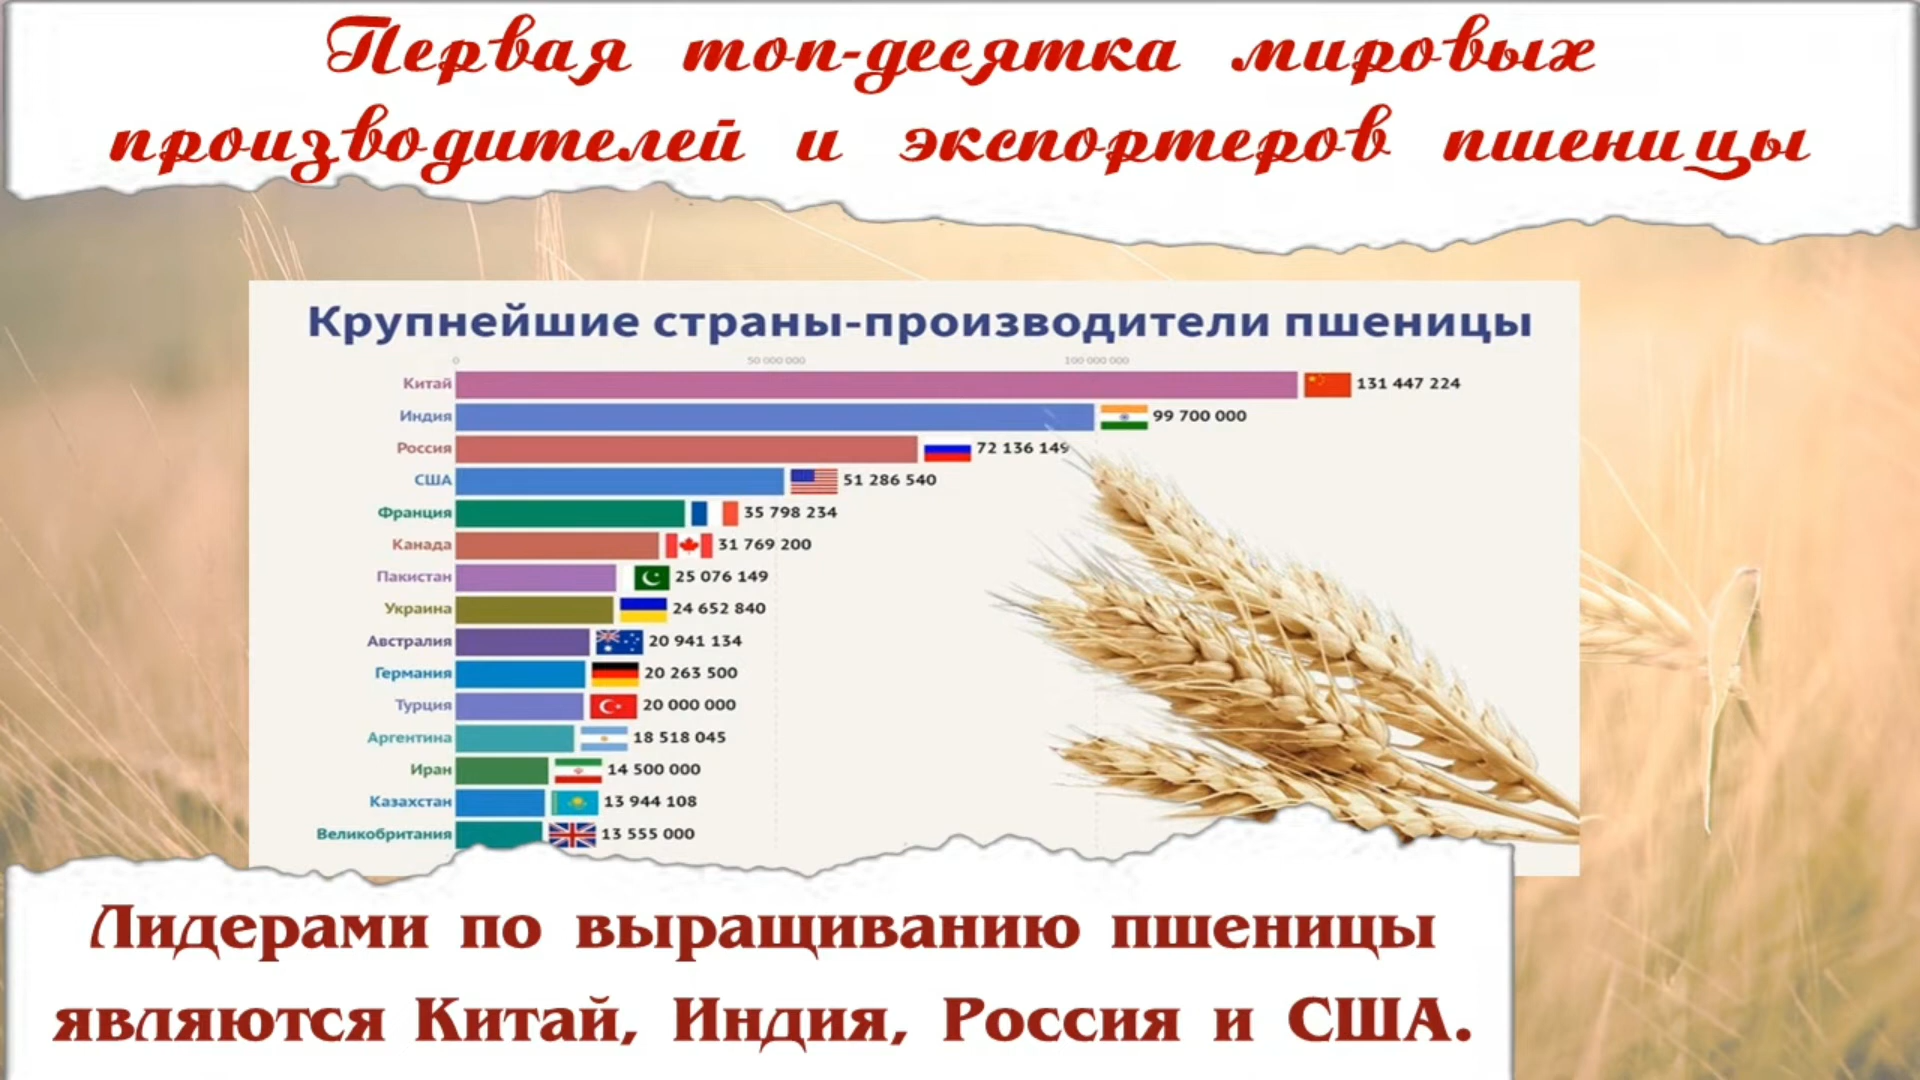 Первая топ-десятка мировых
производителей и экспортеров пшеницы
Крупнейшие страны-производители пшеницы
0 50 000 000 100 000 000
Китай 131 447 224
Индия 99 700 000
Россия 72 136 149
США 51 286 540
Франция 35 798 234
Канада 31 769 200
Пакистан 25 076 149
Украина 24 652 840
Австралия 20 941 134
Германия 20 263 500
Турция 20 000 000
Аргентина 18 518 045
Иран 14 500 000
Казахстан 13 944 108
Великобритания 13 555 000
Лидерами по выращиванию пшеницы
являются Китай, Индия, Россия и США.